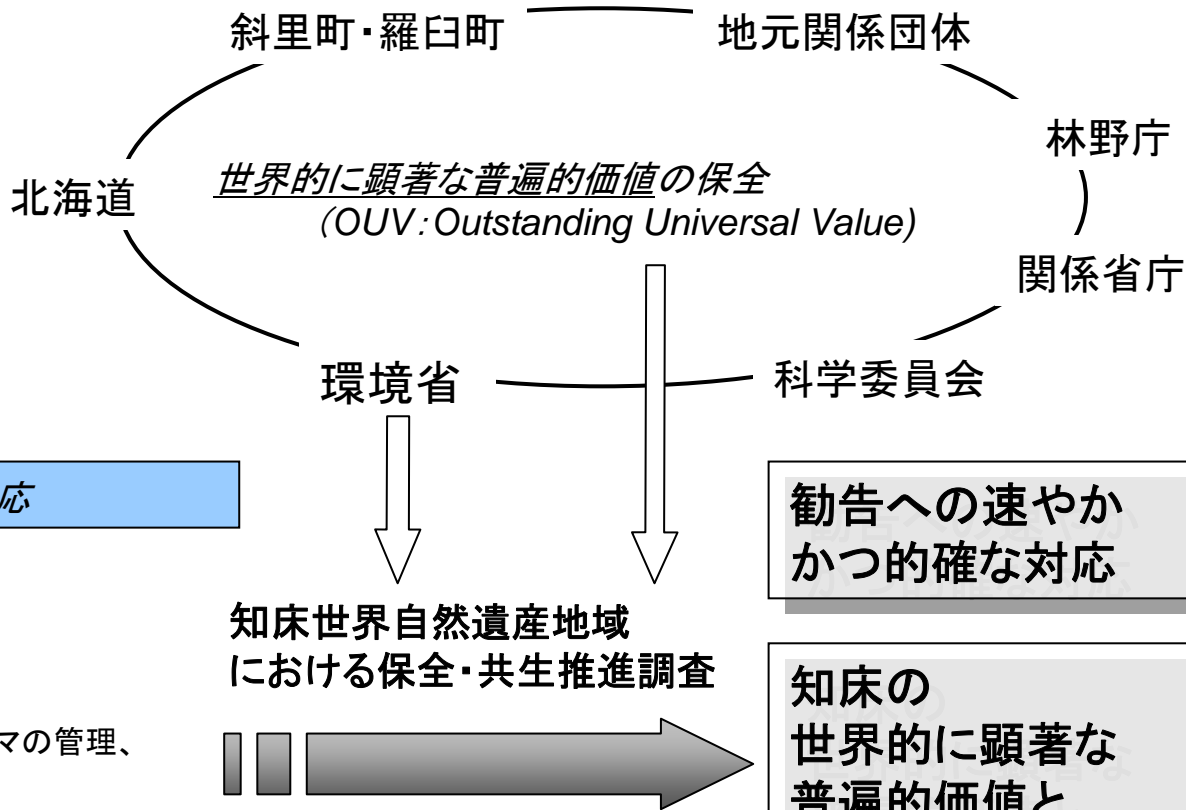 斜里町・羅臼町
地元関係団体
林野庁
北海道
世界的に顕著な普遍的価値の保全
（OUV：Outstanding Universal Value)
関係省庁
環境省
科学委員会
応
勧告への速やか
かつ的確な対応
知床世界自然遺産地域
における保全・共生推進調査
マの管理、
知床の
世界的に顕著な
普遍的価値と